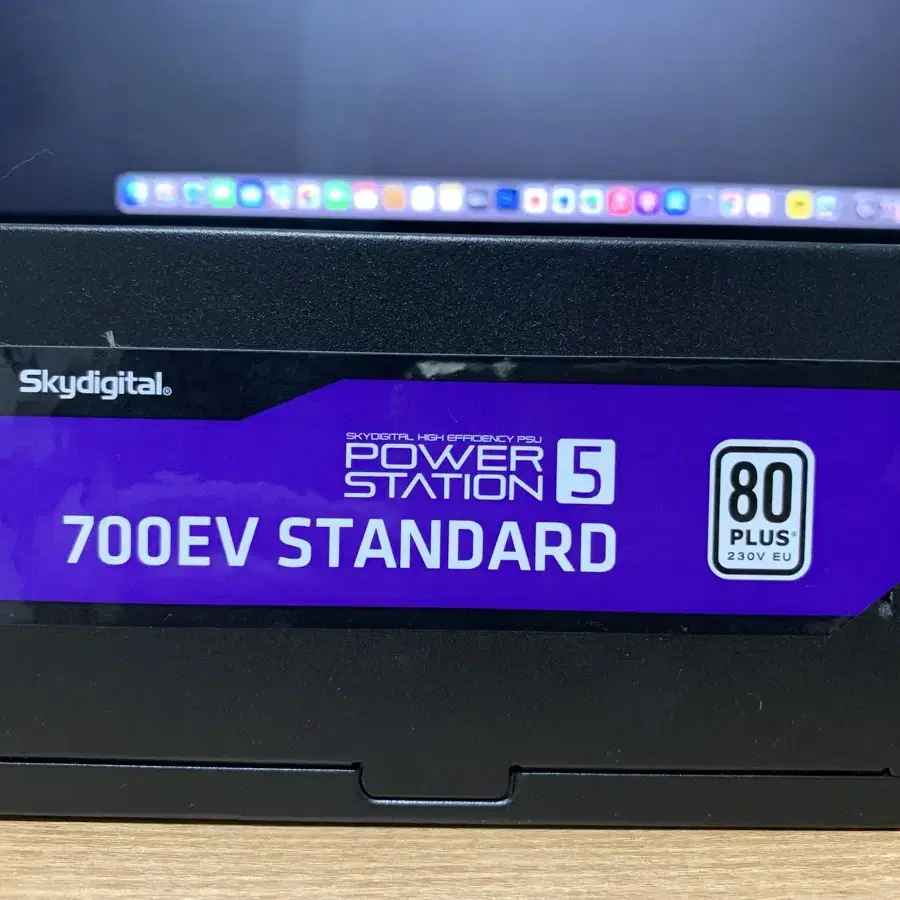 Skydigital®
SKYDIGITAL HIGH EFFICIENCY PSU
POWER
STATION 5
700EV STANDARD
80
PLUS®
230V EU